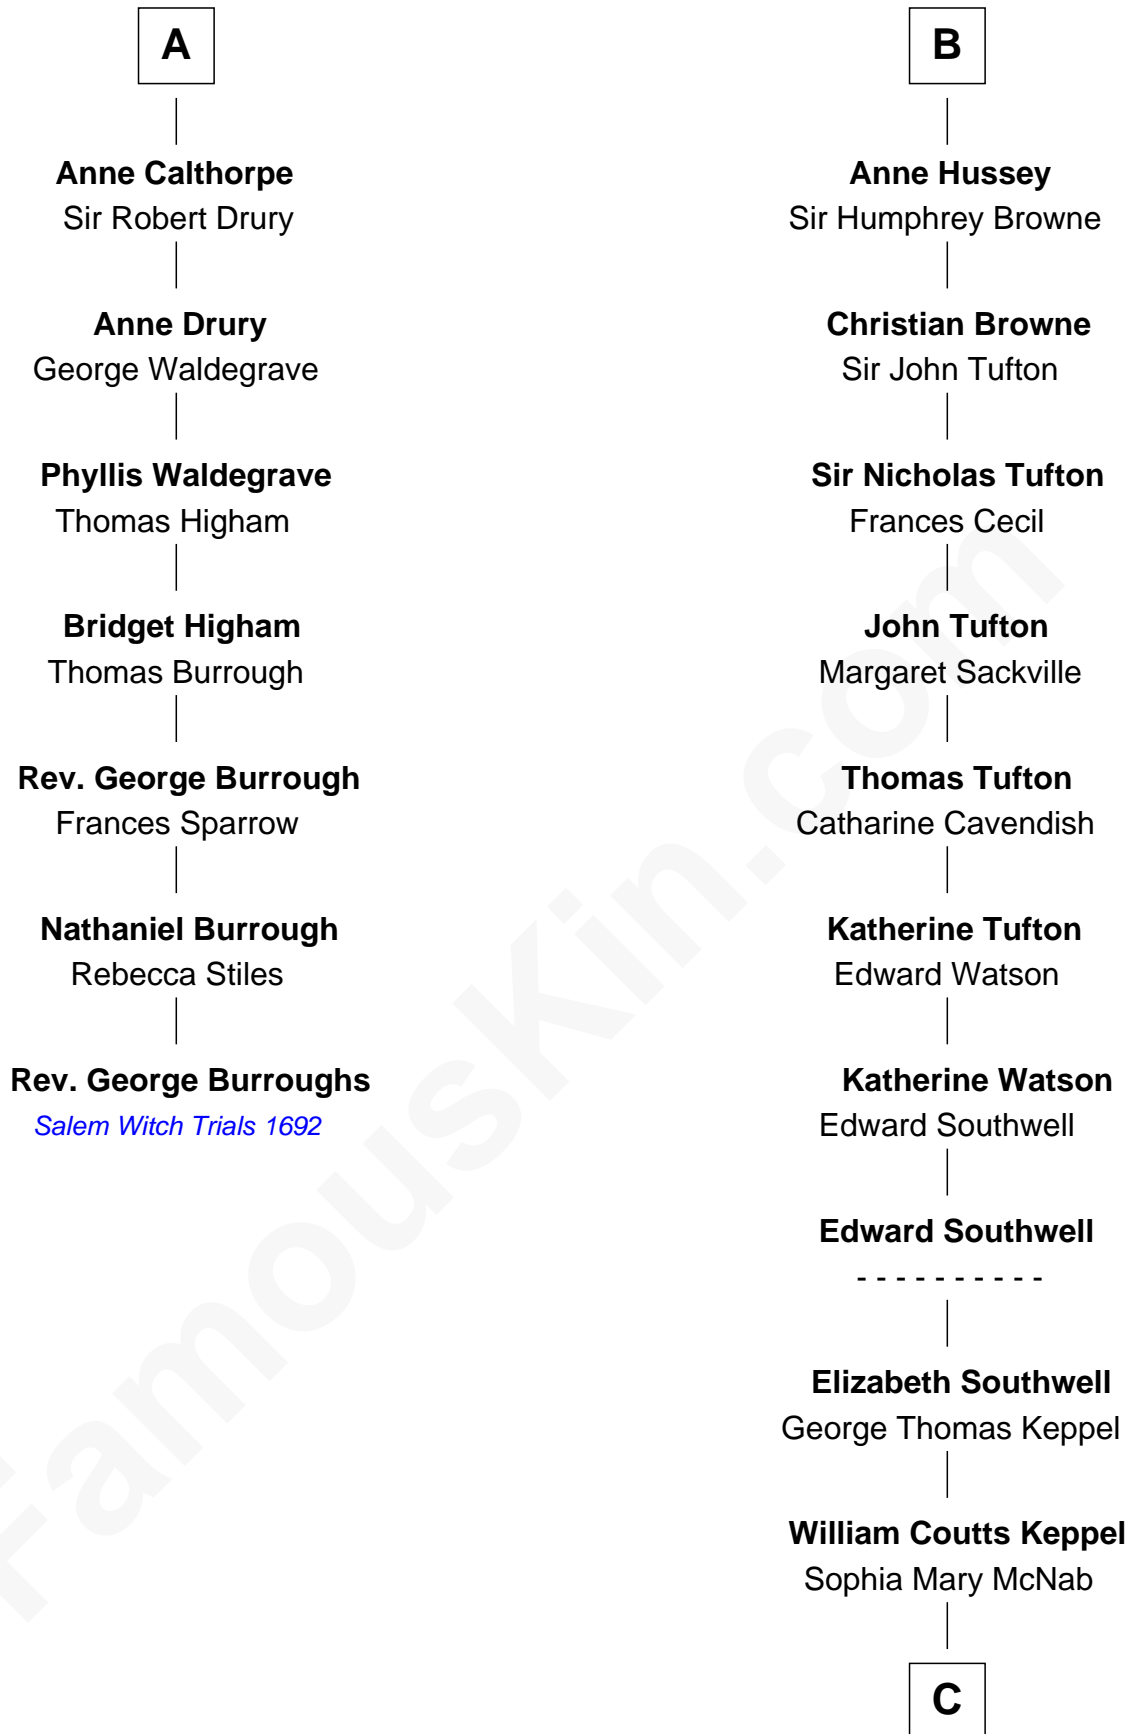 A
Anne Calthorpe
Sir Robert Drury
Anne Drury
George Waldegrave
Phyllis Waldegrave
Thomas Higham
Bridget Higham
Thomas Burrough
Rev. George Burrough
Frances Sparrow
Nathaniel Burrough
Rebecca Stiles
Rev. George Burroughs
Salem Witch Trials 1692
B
Anne Hussey
Sir Humphrey Browne
Christian Browne
Sir John Tufton
Sir Nicholas Tufton
Frances Cecil
John Tufton
Margaret Sackville
Thomas Tufton
Catharine Cavendish
Katherine Tufton
Edward Watson
Katherine Watson
Edward Southwell
Edward Southwell
- - - - - - - - - -
Elizabeth Southwell
George Thomas Keppel
William Coutts Keppel
Sophia Mary McNab
C
FamousKin.com